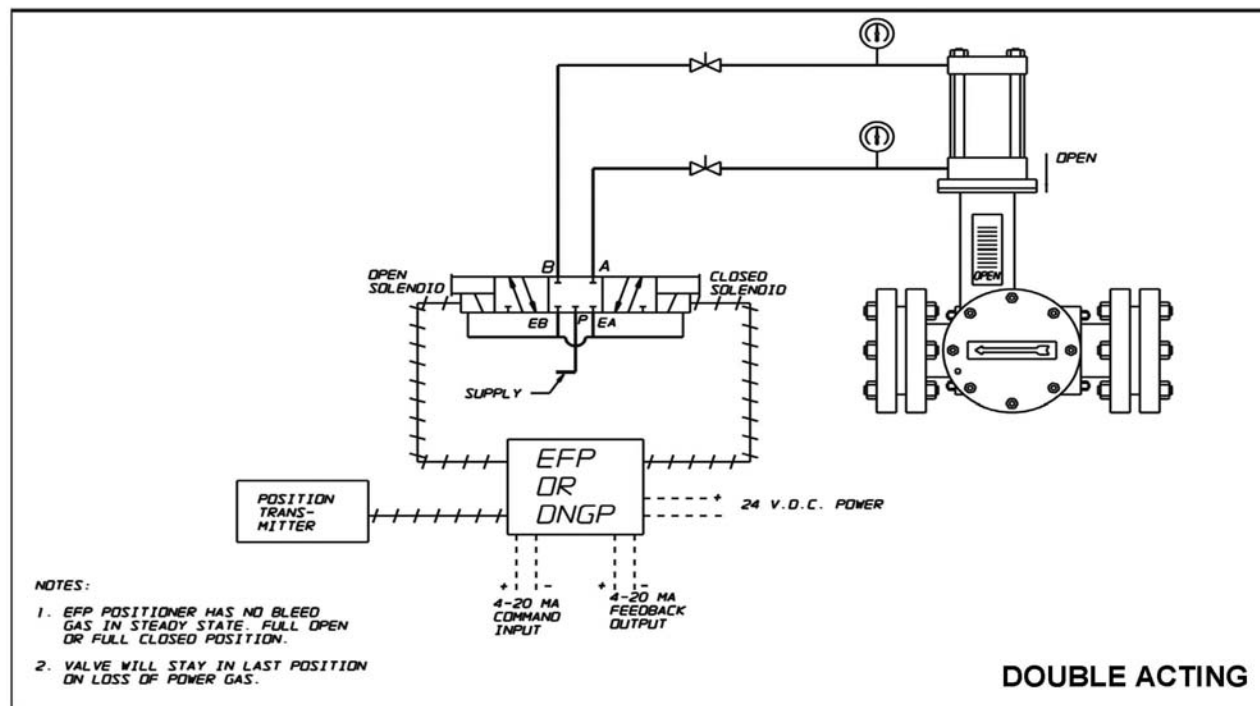 OPEN
OPEN
B A
OPEN
SOLENOID
CLOSED
SOLENOID
EB P EA
SUPPLY
EFP
OR
DNGP
POSITION
TRANS-
MITTER
+
24 V.D.C. POWER
-
+ -
4-20 MA
COMMAND
INPUT
+ -
4-20 MA
FEEDBACK
OUTPUT
NOTES:
1. EFP POSITIONER HAS NO BLEED
GAS IN STEADY STATE. FULL OPEN
OR FULL CLOSED POSITION.
2. VALVE WILL STAY IN LAST POSITION
ON LOSS OF POWER GAS.
DOUBLE ACTING